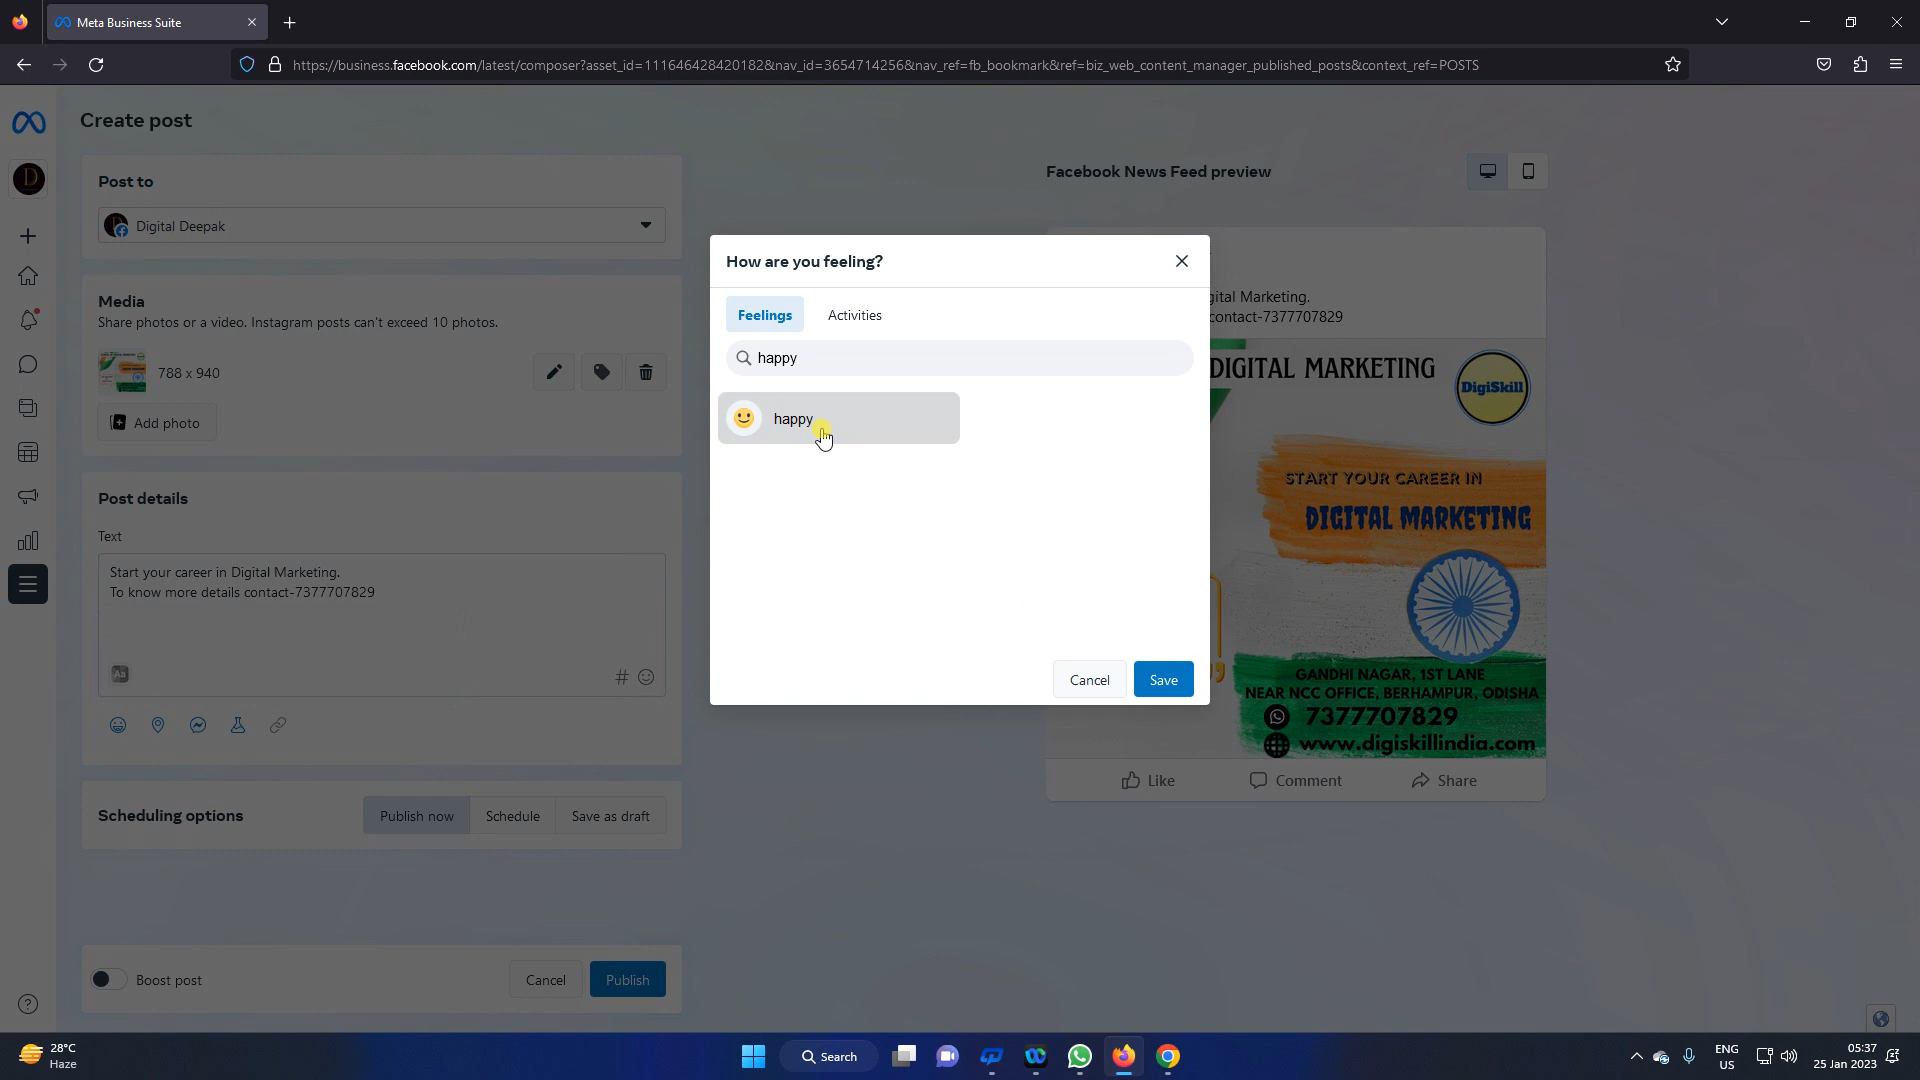 Meta Business Suite
https://business.facebook.com/latest/composer?asset_id=111646428420182&nav_id=3654714256&nav_ref=fb_bookmark&ref=biz_web_content_manager_published_posts&context_ref=POSTS
Create post
Post to
D
Digital Deepak
Media
Share photos or a video. Instagram posts can't exceed 10 photos.
788 x 940
Add photo
Post details
Text
Start your career in Digital Marketing.
To know more details contact-7377707829
Aa
#
Scheduling options
Publish now
Schedule
Save as draft
Boost post
Cancel
Publish
How are you feeling?
Feelings
Activities
happy
happy
Cancel
Save
Facebook News Feed preview
Digital Marketing.
contact-7377707829
DIGITAL MARKETING
DigiSkill
START YOUR CAREER IN
DIGITAL MARKETING
GANDHI NAGAR, 1ST LANE
NEAR NCC OFFICE, BERHAMPUR, ODISHA
7377707829
www.digiskillindia.com
Like
Comment
Share
28°C
Haze
Search
ENG
US
05:37
25 Jan 2023